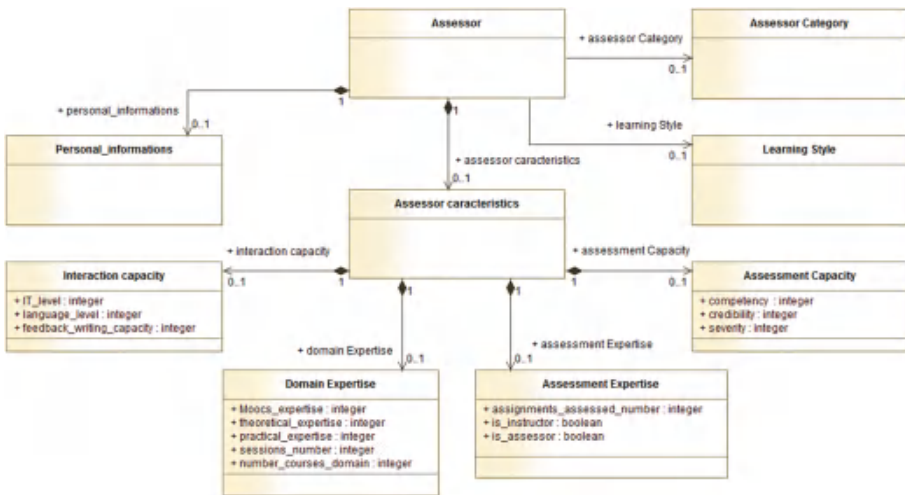 Assessor
+ assessor Category
0..1
Assessor Category
1
+ personal_informations
0..1
Personal_informations
1
+ assessor caracteristics
0..1
+ learning Style
0..1
Learning Style
Assessor caracteristics
+ interaction capacity
0..1
1
+ assessment Capacity
1
0..1
Interaction capacity
+ IT_level : integer
+ language_level : integer
+ feedback_writing_capacity : integer
Assessment Capacity
+ competency : integer
+ credibility : integer
+ severity : integer
1
+ domain Expertise
0..1
1
+ assessment Expertise
0..1
Domain Expertise
+ Moocs_expertise : integer
+ theoretical_expertise : integer
+ practical_expertise : integer
+ sessions_number : integer
+ number_courses_domain : integer
Assessment Expertise
+ assignments_assessed_number : integer
+ is_instructor : boolean
+ is_assessor : boolean